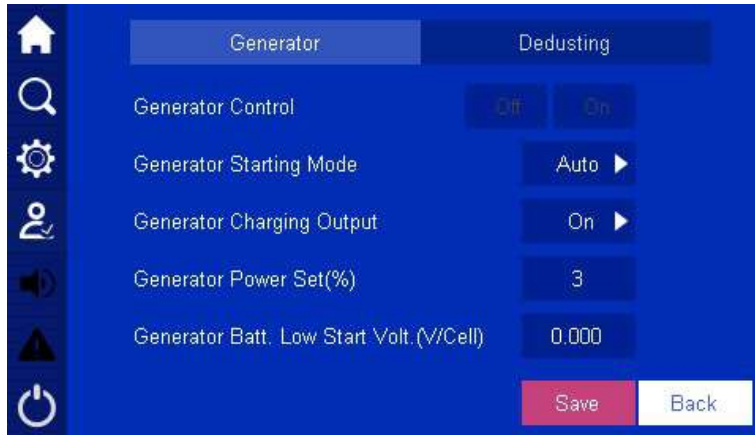 Generator Dedusting
Generator Control Off On
Generator Starting Mode Auto
Generator Charging Output On
Generator Power Set(%) 3
Generator Batt. Low Start Volt.(V/Cell) 0.000
Save Back